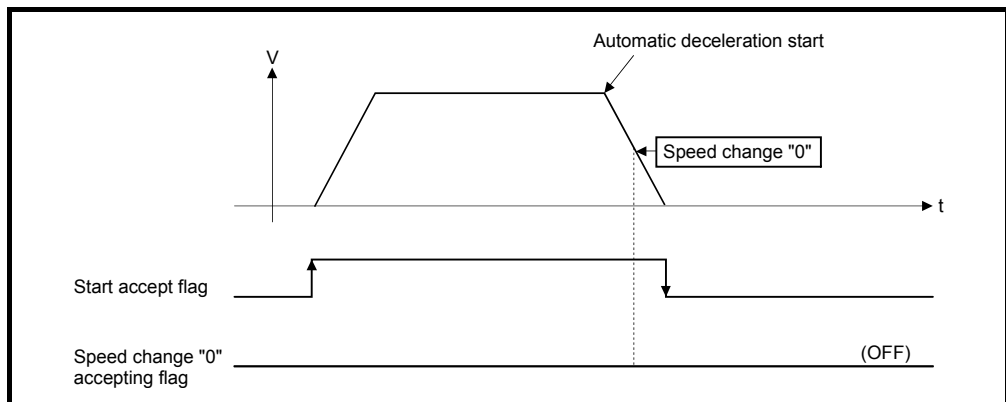 Automatic deceleration start
V
Speed change "0"
t
Start accept flag
Speed change "0"
accepting flag
(OFF)